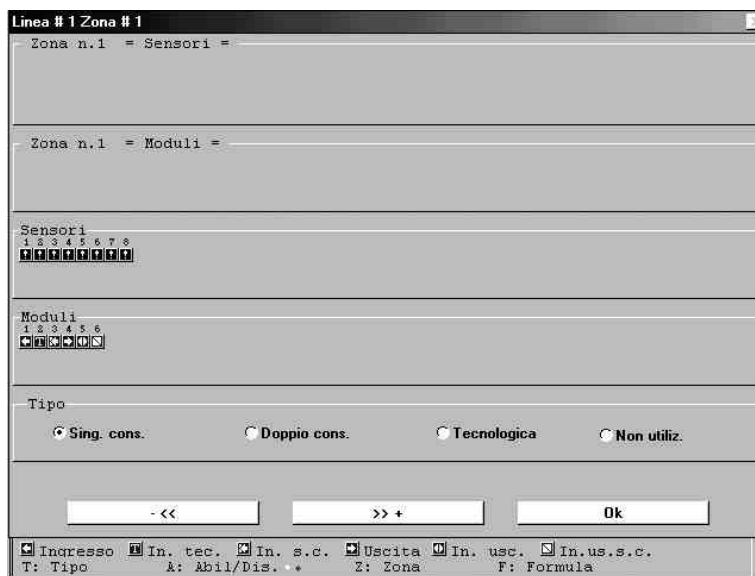 Linea # 1 Zona # 1
Zona n.1 = Sensori =
Zona n.1 = Moduli =
Sensori
1 2 3 4 5 6 7 8
Moduli
1 2 3 4 5 6
Tipo
Sing. cons. Doppio cons. Tecnologica Non utiliz.
- << >> + Ok
Ingresso In. tec. In. s.c. Uscita In. usc. In.us.s.c.
T: Tipo A: Abil/Dis. Z: Zona F: Formula